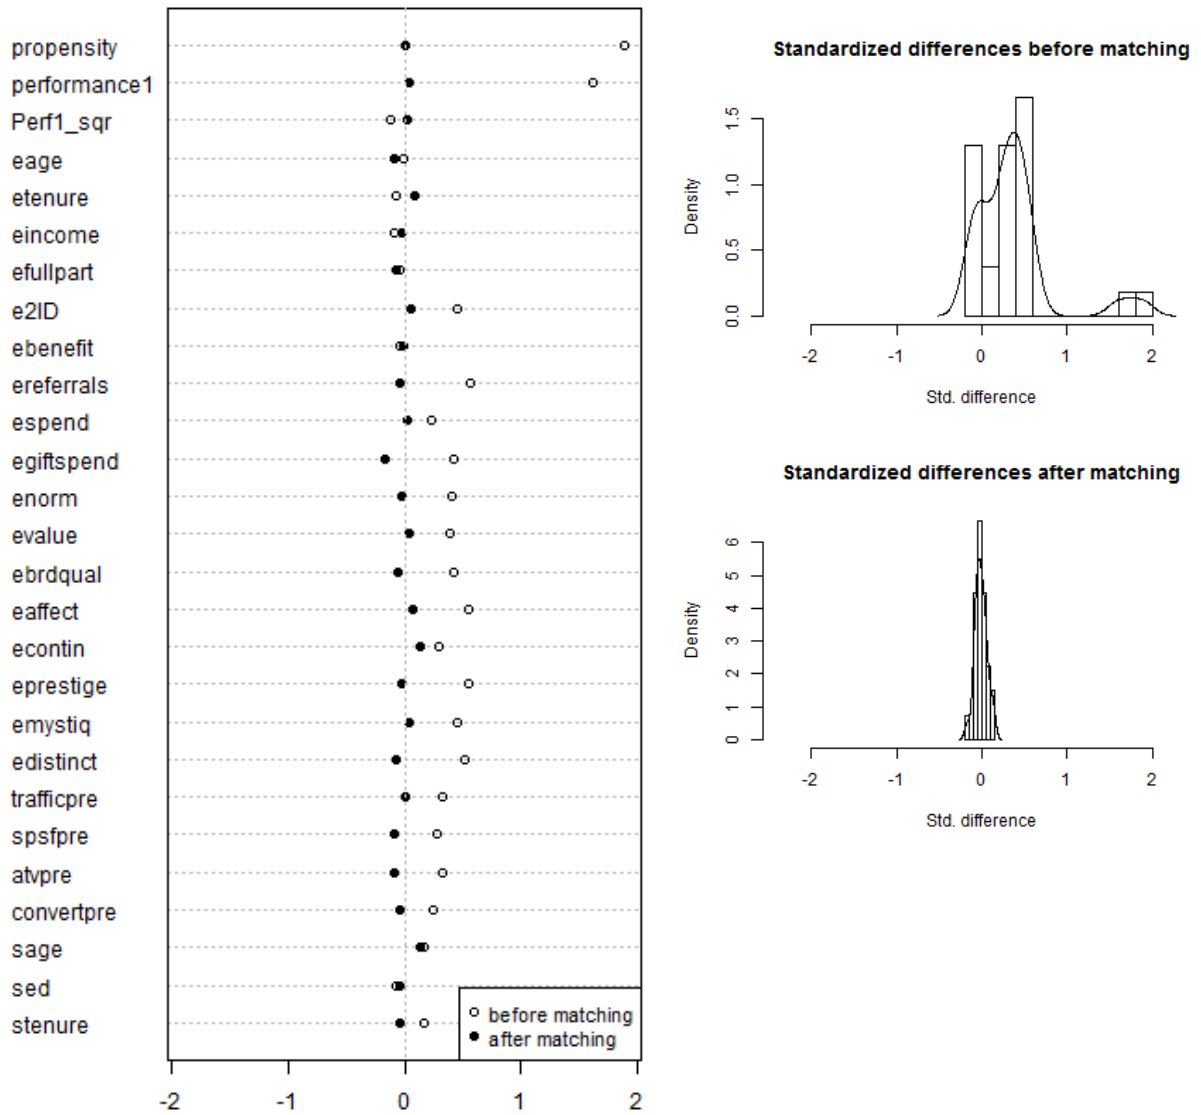 propensity
performance1
Perf1_sqr
eage
etenure
eincome
efullpart
e2ID
ebenefit
ereferrals
espend
egiftspend
enorm
evalue
ebrdqual
eaffect
econtin
eprestige
emystiq
edistinct
trafficpre
spsfpre
atvpre
convertpre
sage
sed
stenure
before matching
after matching
-2 -1 0 1 2
Standardized differences before matching
Density
0.0 0.5 1.0 1.5
-2 -1 0 1 2
Std. difference
Standardized differences after matching
Density
0 1 2 3 4 5 6
-2 -1 0 1 2
Std. difference